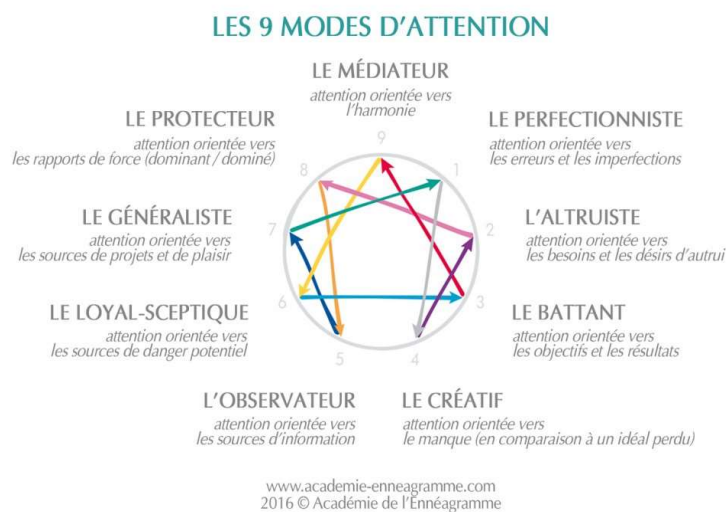 LES 9 MODES D'ATTENTION
LE MÉDIATEUR
attention orientée vers
l'harmonie
LE PROTECTEUR
attention orientée vers
les rapports de force (dominant / dominé)
LE PERFECTIONNISTE
attention orientée vers
les erreurs et les imperfections
9
8
1
LE GÉNÉRALISTE
attention orientée vers
les sources de projets et de plaisir
7
2
L'ALTRUISTE
attention orientée vers
les besoins et les désirs d'autrui
LE LOYAL-SCEPTIQUE
attention orientée vers
les sources de danger potentiel
6
3
LE BATTANT
attention orientée vers
les objectifs et les résultats
5
4
L'OBSERVATEUR
attention orientée vers
les sources d'information
LE CRÉATIF
attention orientée vers
le manque (en comparaison à un idéal perdu)
www.academie-enneagramme.com
2016 © Académie de l'Ennéagramme